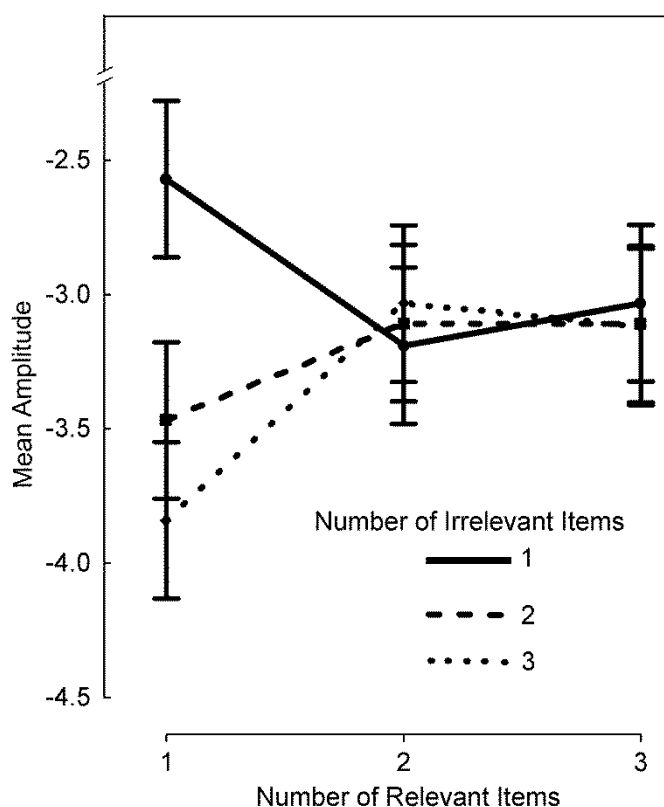 -2.5
-3.0
-3.5
-4.0
-4.5
Mean Amplitude
Number of Irrelevant Items
1
2
3
1 2 3
Number of Relevant Items